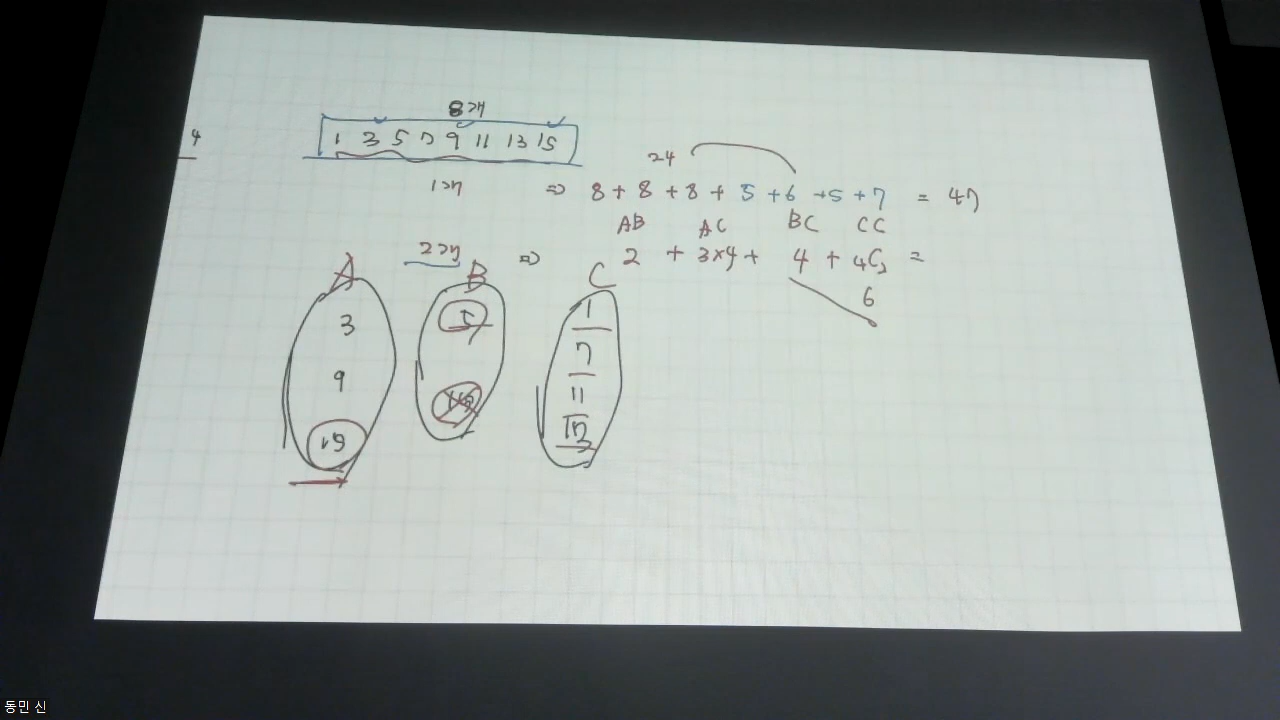 8개
4
1 3 5 7 9 11 13 15
24
1개 => 8 + 8 + 8 + 5 + 6 + 5 + 7 = 47
AB AC BC CC
2개 => 2 + 3×4 + 4 + 4C2 =
A B C
6
3 5 1
9 7
11
15 13
동민 신